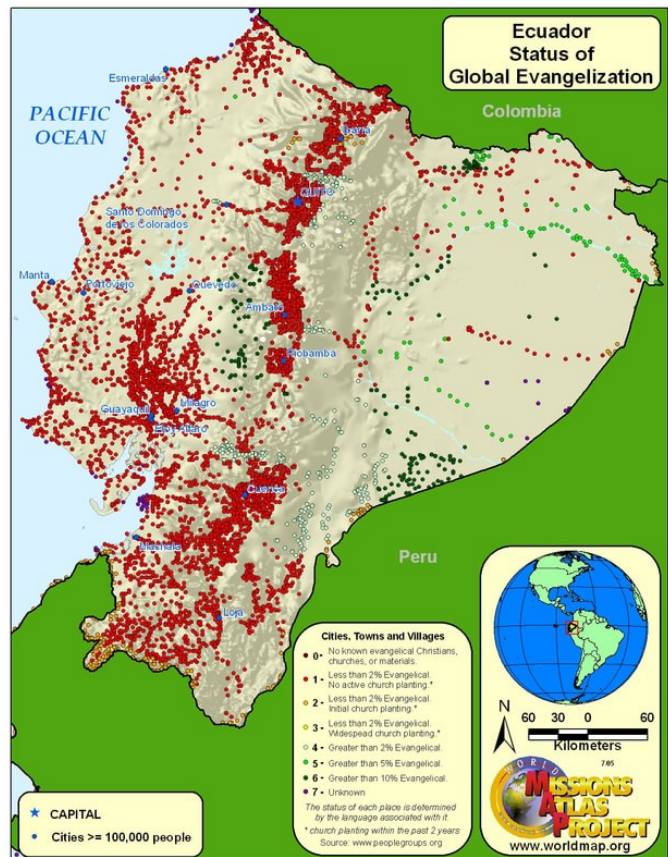 Ecuador
Status of
Global Evangelization
Esmeraldas
PACIFIC
OCEAN
Colombia
Ibarra
QUITO
Santo Domingo
de los Colorados
Manta
Portoviejo
Quevedo
Ambato
Riobamba
Guayaquil
Milagro
Eloy Alfaro
Cuenca
Machala
Peru
Loja
Cities, Towns and Villages
0 - No known evangelical Christians,
churches, or materials.
1 - Less than 2% Evangelical.
No active church planting.*
2 - Less than 2% Evangelical.
Initial church planting.*
3 - Less than 2% Evangelical.
Widespread church planting.*
4 - Greater than 2% Evangelical.
5 - Greater than 5% Evangelical.
6 - Greater than 10% Evangelical.
7 - Unknown
The status of each place is determined
by the language associated with it.
* church planting within the past 2 years
Source: www.peoplegroups.org
N
60 30 0 60
Kilometers
7/05
WORLD
MISSIONS
ATLAS
PROJECT
www.worldmap.org
CAPITAL
Cities >= 100,000 people